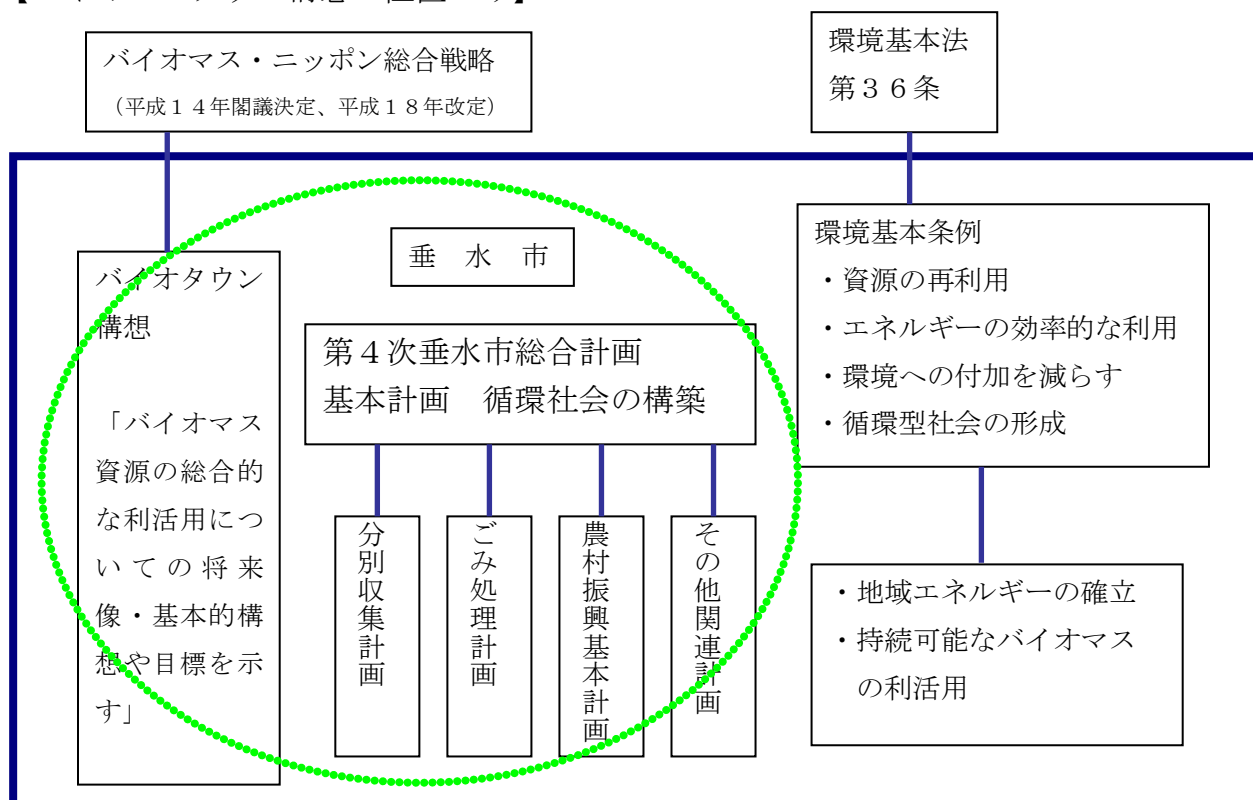 バイオマス・ニッポン総合戦略
（平成１４年閣議決定、平成１８年改定）
環境基本法
第３６条
垂　水　市
バイオタウン
構想
「バイオマス
資源の総合的
な利活用につ
いての将来
像・基本的構
想や目標を示
す」
第４次垂水市総合計画
基本計画　循環社会の構築
分別収集計画
ごみ処理計画
農村振興基本計画
その他関連計画
環境基本条例
・資源の再利用
・エネルギーの効率的な利用
・環境への付加を減らす
・循環型社会の形成
・地域エネルギーの確立
・持続可能なバイオマス
の利活用